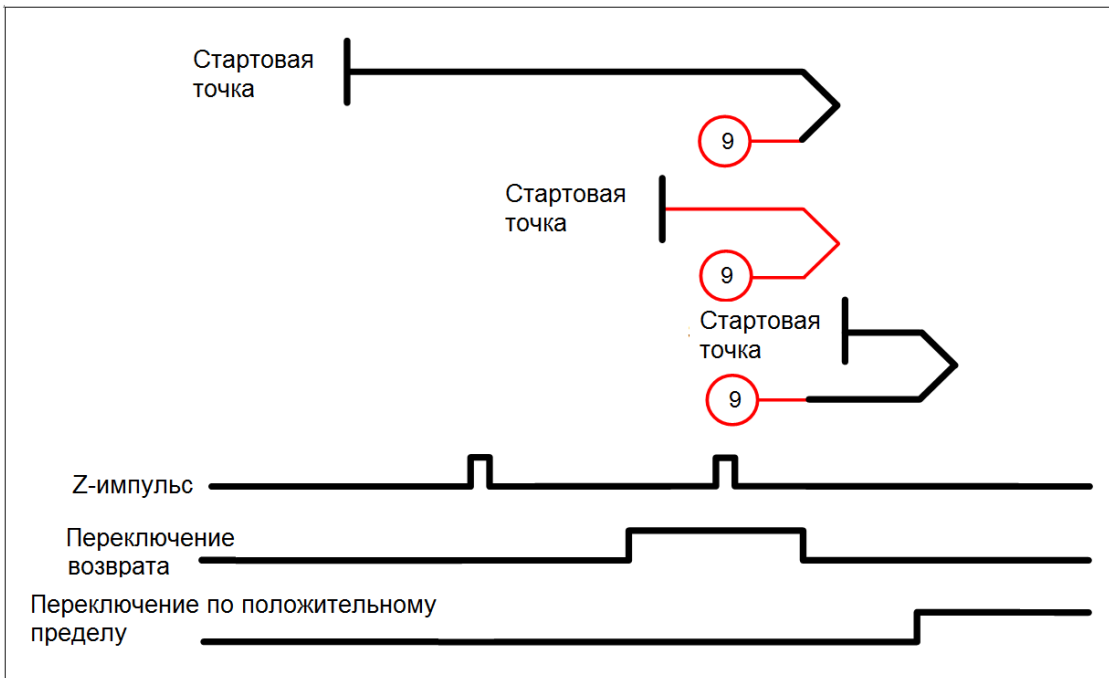 Стартовая
точка
9
Стартовая
точка
9
Стартовая
точка
9
Z-импульс
Переключение
возврата
Переключение по положительному
пределу